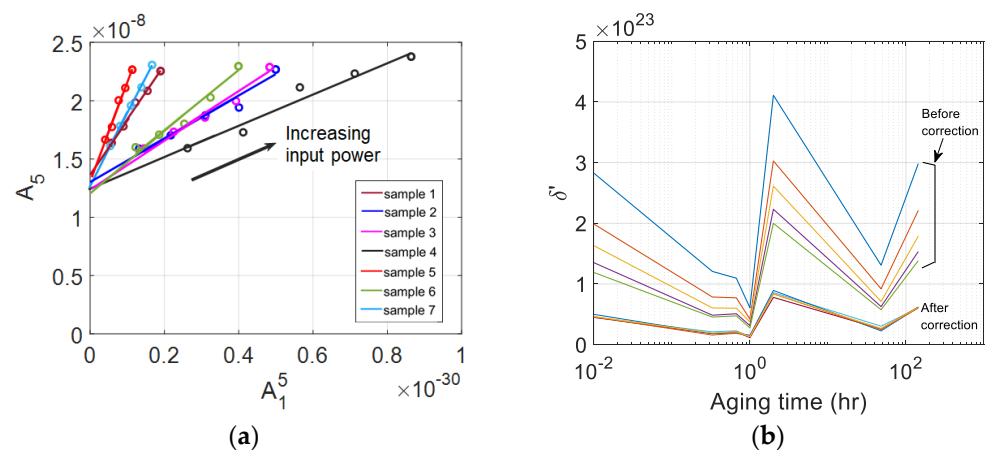 ×10⁻⁸
2.5
2
1.5
1
0.5
0
A₅
0 0.2 0.4 0.6 0.8 1
A₁⁵
×10⁻³⁰
Increasing
input power
sample 1
sample 2
sample 3
sample 4
sample 5
sample 6
sample 7
(a)
×10²³
5
4
3
2
1
0
δ'
10⁻² 10⁰ 10²
Aging time (hr)
Before
correction
After
correction
(b)